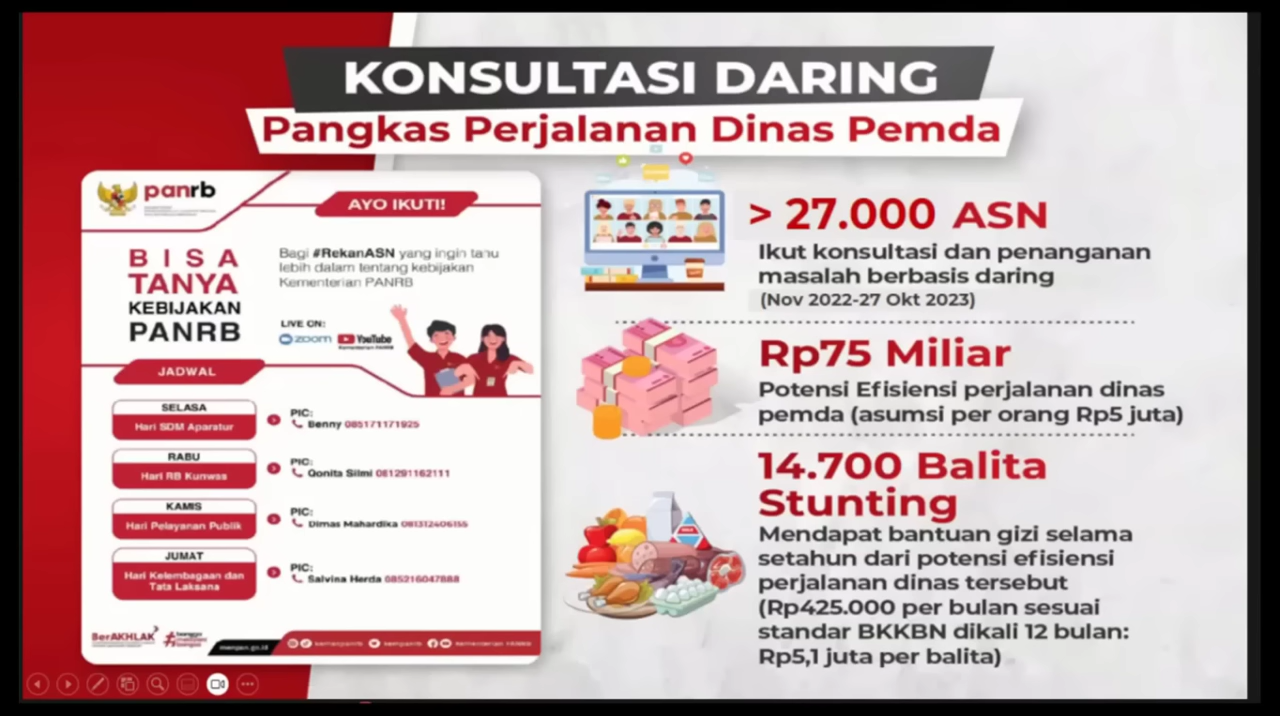 KONSULTASI DARING
Pangkas Perjalanan Dinas Pemda
panrb
AYO IKUTI!
BISA
TANYA
KEBIJAKAN
PANRB
Bagi #RekanASN yang ingin tahu
lebih dalam tentang kebijakan
Kementerian PANRB
LIVE ON:
zoom YouTube
Kementerian PANRB
JADWAL
SELASA
Hari SDM Aparatur
PIC:
Benny 085171171925
RABU
Hari RB Kunwas
PIC:
Qonita Silmi 081291162111
KAMIS
Hari Pelayanan Publik
PIC:
Dimas Mahardika
JUMAT
Hari Kelembagaan dan
Tata Laksana
PIC:
Salvina Herda 085216047888
BerAKHLAK
menpan.go.id
> 27.000 ASN
Ikut konsultasi dan penanganan
masalah berbasis daring
(Nov 2022-27 Okt 2023)
Rp75 Miliar
Potensi Efisiensi perjalanan dinas
pemda (asumsi per orang Rp5 juta)
14.700 Balita
Stunting
Mendapat bantuan gizi selama
setahun dari potensi efisiensi
perjalanan dinas tersebut
(Rp425.000 per bulan sesuai
standar BKKBN dikali 12 bulan:
Rp5,1 juta per balita)